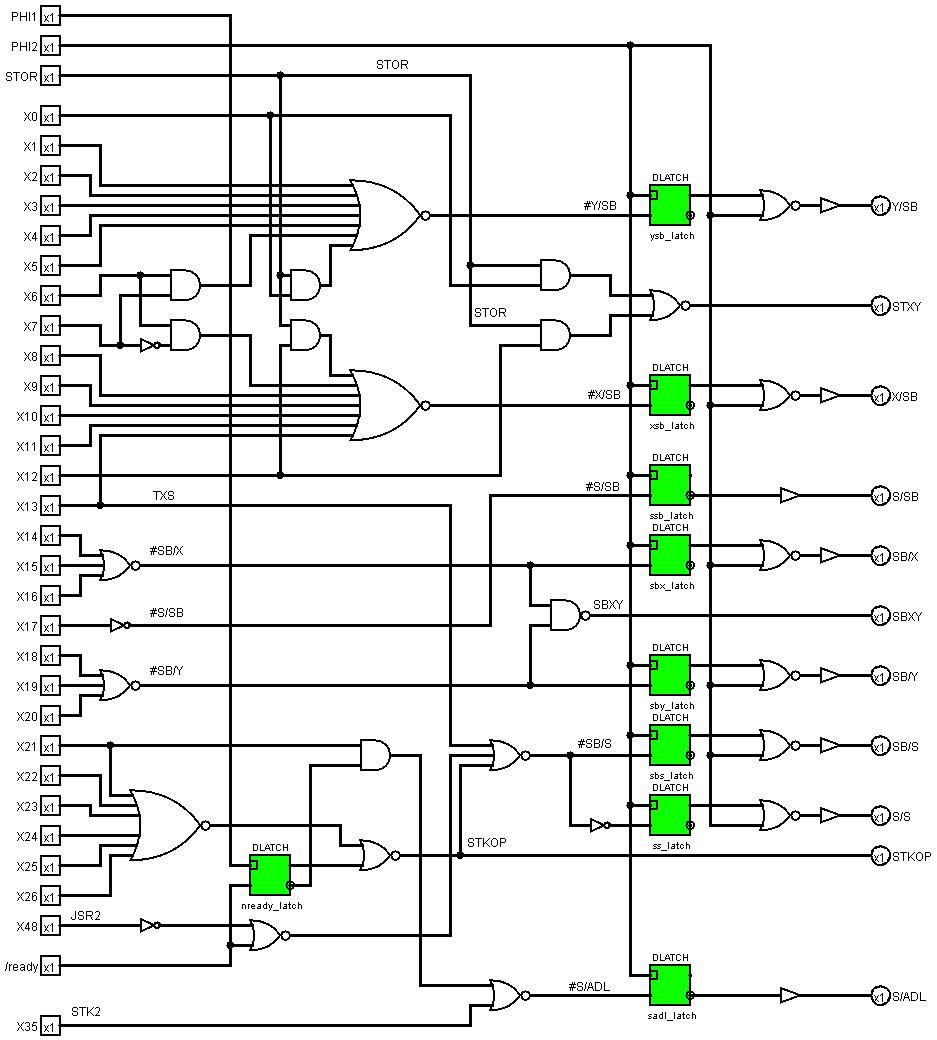 PHI1 x1
PHI2 x1
STOR x1 STOR
X0 x1
X1 x1
X2 x1 DLATCH
X3 x1 #Y/SB x1 Y/SB
X4 x1 ysb_latch
X5 x1
X6 x1
x1 STXY
X7 x1 STOR
X8 x1 DLATCH
X9 x1 #X/SB x1 X/SB
X10 x1
X11 x1 xsb_latch
DLATCH
X12 x1 #S/SB
X13 x1 TXS x1 S/SB
ssb_latch
DLATCH
X14 x1 #SB/X
X15 x1 x1 SB/X
sbx_latch
X16 x1 SBXY
X17 x1 #S/SB x1 SBXY
X18 x1 DLATCH
X19 x1 #SB/Y x1 SB/Y
sby_latch
X20 x1 DLATCH
X21 x1 #SB/S x1 SB/S
X22 x1 sbs_latch
DLATCH
X23 x1 x1 S/S
X24 x1 ss_latch
STKOP
DLATCH x1 STKOP
X25 x1
X26 x1 nready_latch
X48 x1 JSR2
/ready x1 DLATCH
#S/ADL x1 S/ADL
STK2 sadl_latch
X35 x1